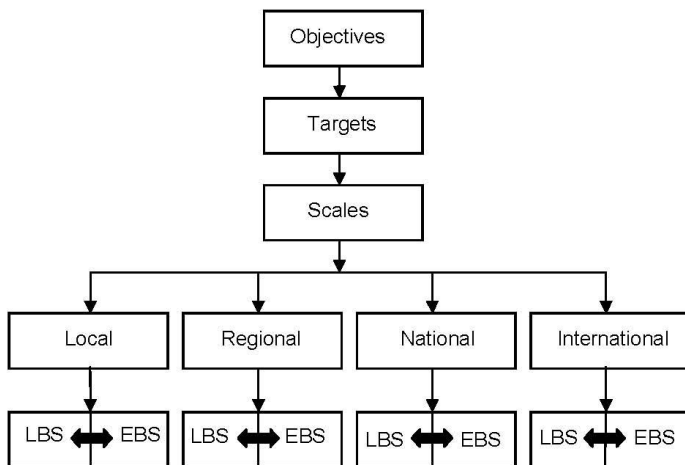 Objectives
Targets
Scales
Local Regional National International
LBS EBS LBS EBS LBS EBS LBS EBS